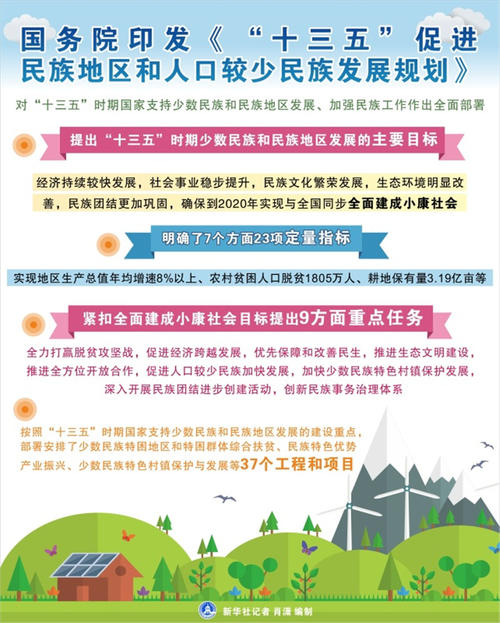 国务院印发《“十三五”促进
民族地区和人口较少民族发展规划》
对“十三五”时期国家支持少数民族和民族地区发展、加强民族工作作出全面部署
提出“十三五”时期少数民族和民族地区发展的主要目标
经济持续较快发展，社会事业稳步提升，民族文化繁荣发展，生态环境明显改
善，民族团结更加巩固，确保到2020年实现与全国同步全面建成小康社会
明确了7个方面23项定量指标
实现地区生产总值年均增速8%以上、农村贫困人口脱贫1805万人、耕地保有量3.19亿亩等
紧扣全面建成小康社会目标提出9方面重点任务
全力打赢脱贫攻坚战，促进经济跨越发展，优先保障和改善民生，推进生态文明建设，
推进全方位开放合作，促进人口较少民族加快发展，加快少数民族特色村镇保护发展，
深入开展民族团结进步创建活动，创新民族事务治理体系
按照“十三五”时期国家支持少数民族和民族地区发展的建设重点，
部署安排了少数民族特困地区和特困群体综合扶贫、民族特色优势
产业振兴、少数民族特色村镇保护与发展等37个工程和项目
新华社记者 肖潇 编制